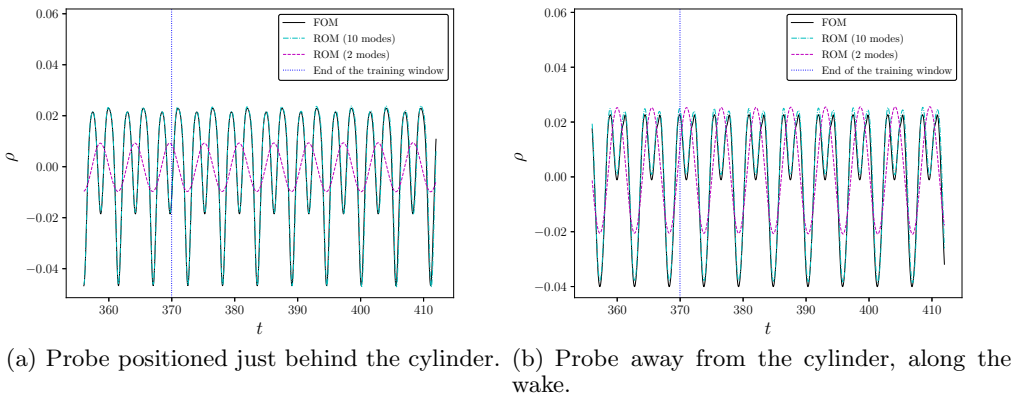 0.06
0.04
0.02
0.00
−0.02
−0.04
ρ
360
370
380
390
400
410
t
FOM
ROM (10 modes)
ROM (2 modes)
End of the training window
0.06
0.04
0.02
0.00
−0.02
−0.04
ρ
360
370
380
390
400
410
t
FOM
ROM (10 modes)
ROM (2 modes)
End of the training window
(a) Probe positioned just behind the cylinder.
(b) Probe away from the cylinder, along the
wake.